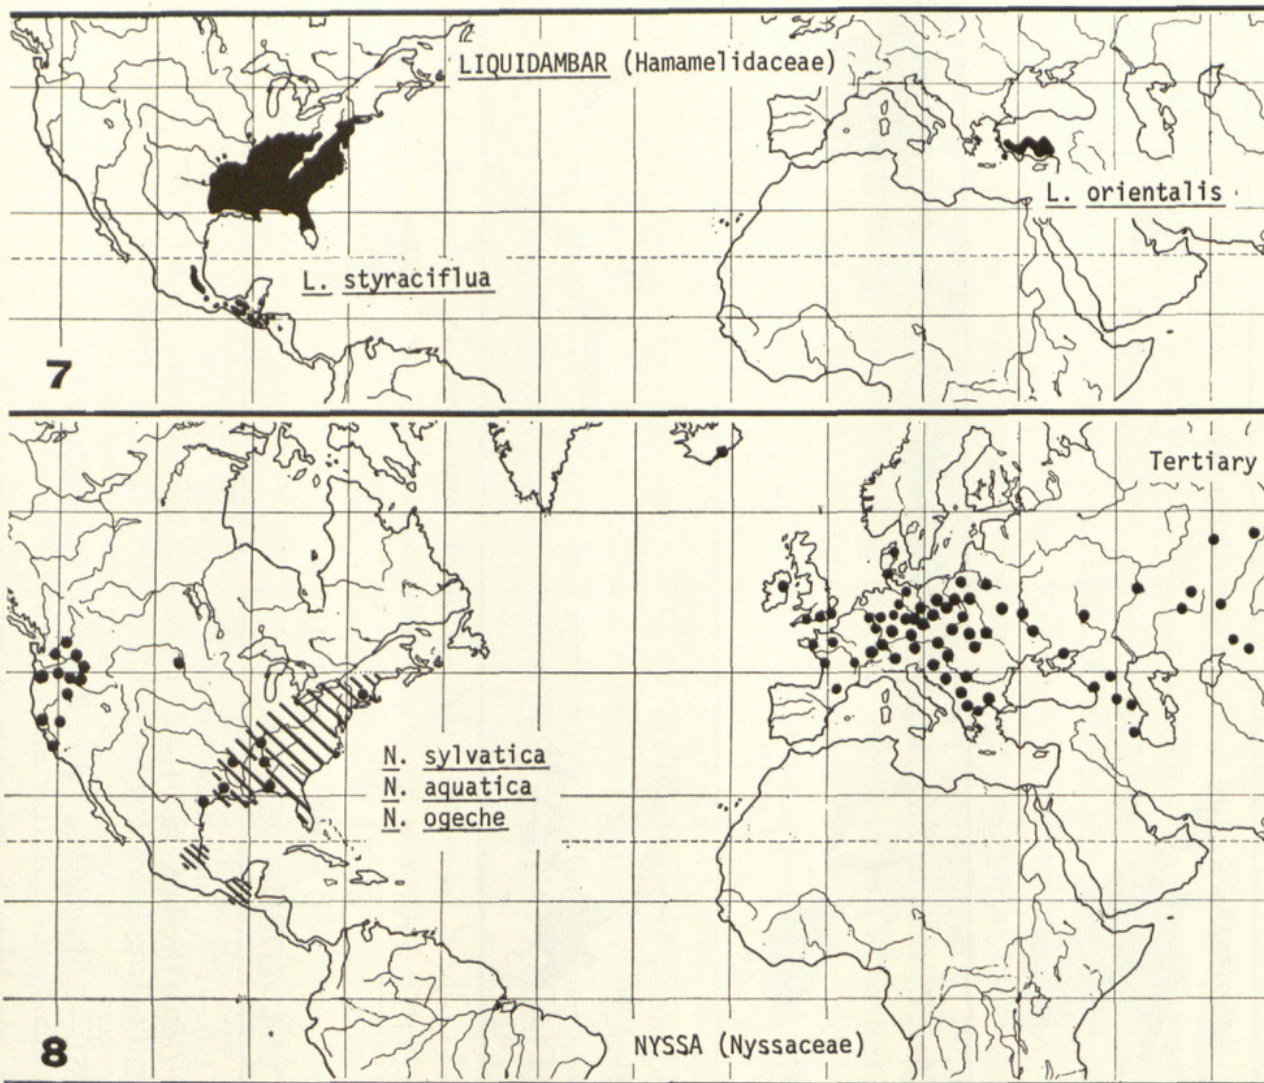 LIQUIDAMBAR (Hamamelidaceae)
L. orientalis
L. styraciflua
7
Tertiary
N. sylvatica
N. aquatica
N. ogeche
NYSSA (Nyssaceae)
8